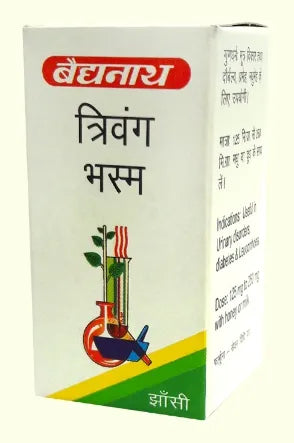 बैद्यनाथ
त्रिवंग
भस्म
झाँसी
लिए उपयोगी।
Indications: Useful in
Urinary disorders,
diabetes & Leucorrhoea
Dose: 125 mg to 250 mg
with honey or milk.